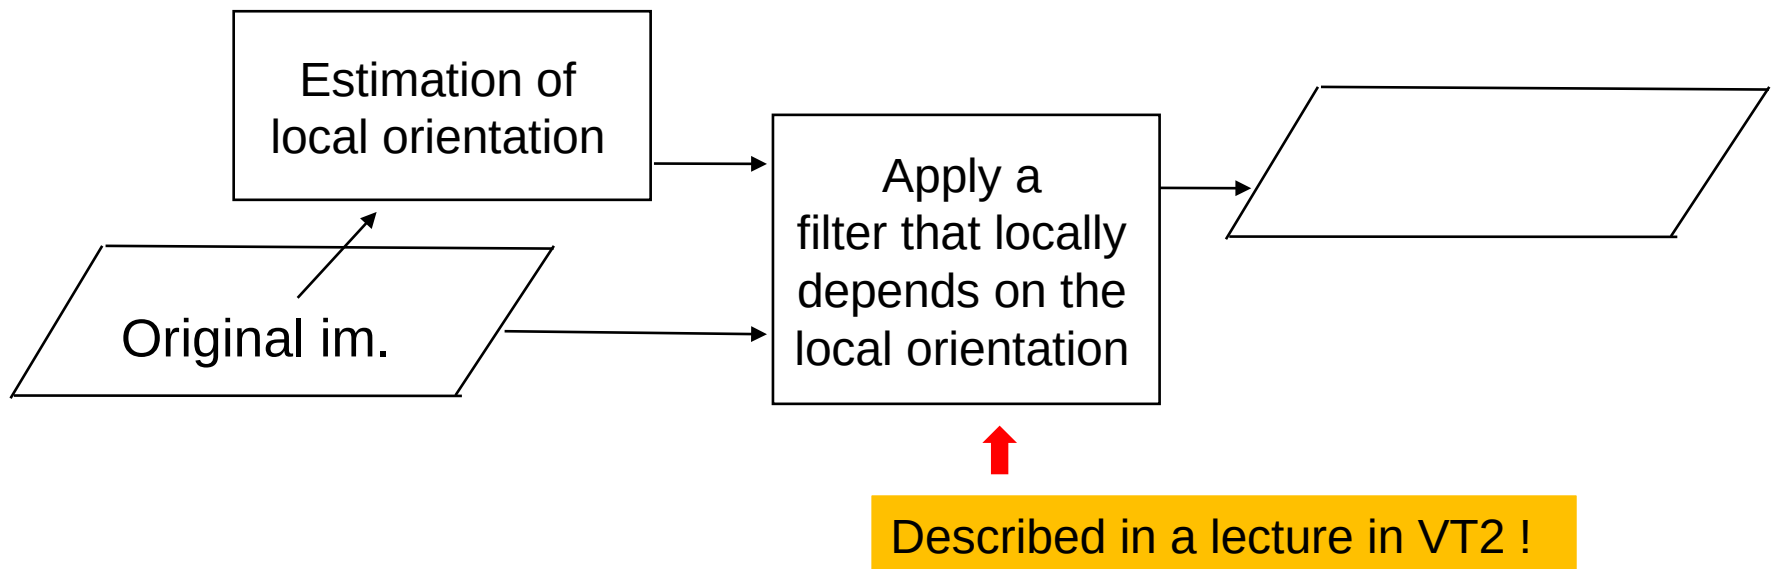 Estimation of
local orientation
Original im.
Apply a
filter that locally
depends on the
local orientation
Described in a lecture in VT2 !